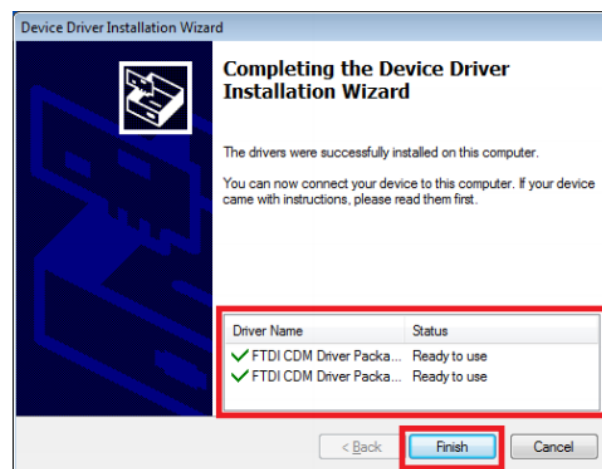 Device Driver Installation Wizard
Completing the Device Driver
Installation Wizard
The drivers were successfully installed on this computer.
You can now connect your device to this computer. If your device
came with instructions, please read them first.
Driver Name Status
FTDI CDM Driver Packa... Ready to use
FTDI CDM Driver Packa... Ready to use
< Back Finish Cancel